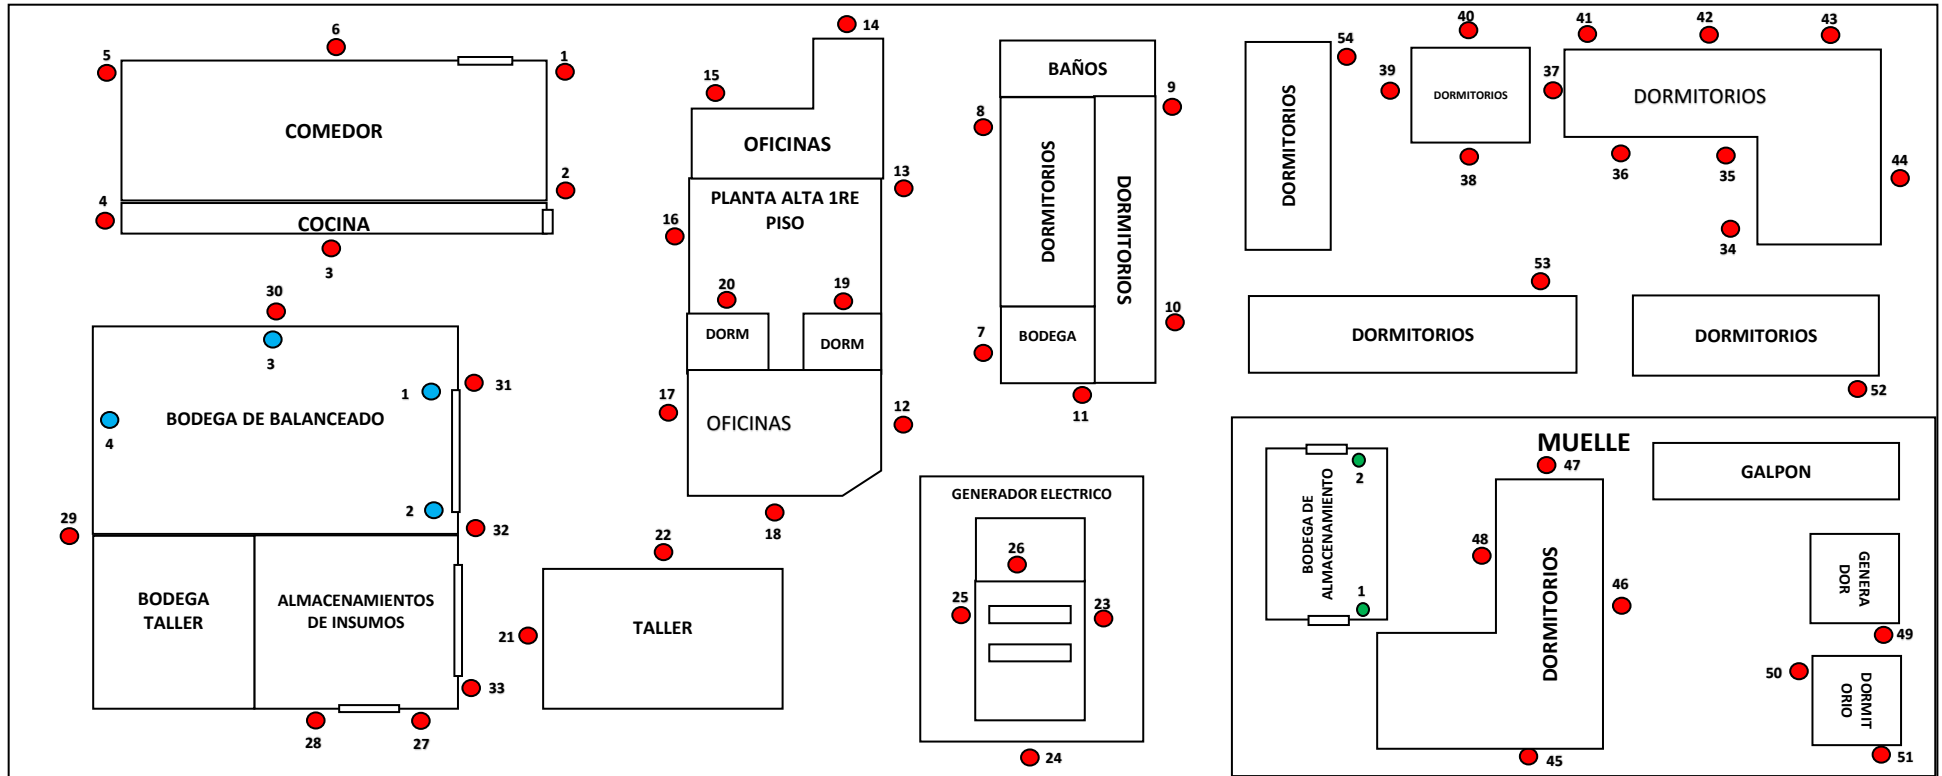 6
5
1
COMEDOR
2
4
COCINA
3
14
15
OFICINAS
13
PLANTA ALTA 1RE
PISO
16
20
19
DORM
DORM
17
OFICINAS
12
18
BAÑOS
9
8
DORMITORIOS
DORMITORIOS
10
7
BODEGA
11
54
DORMITORIOS
40
39
DORMITORIOS
38
41
42
43
37
DORMITORIOS
36
35
44
34
53
DORMITORIOS
DORMITORIOS
52
30
3
31
1
BODEGA DE BALANCEADO
4
2
29
32
BODEGA
TALLER
ALMACENAMIENTOS
DE INSUMOS
33
28
27
22
21
TALLER
GENERADOR ELECTRICO
26
25
23
24
MUELLE
47
2
BODEGA DE
ALMACENAMIENTO
1
48
DORMITORIOS
46
45
GALPON
GENERA
DOR
49
50
DORMIT
ORIO
51